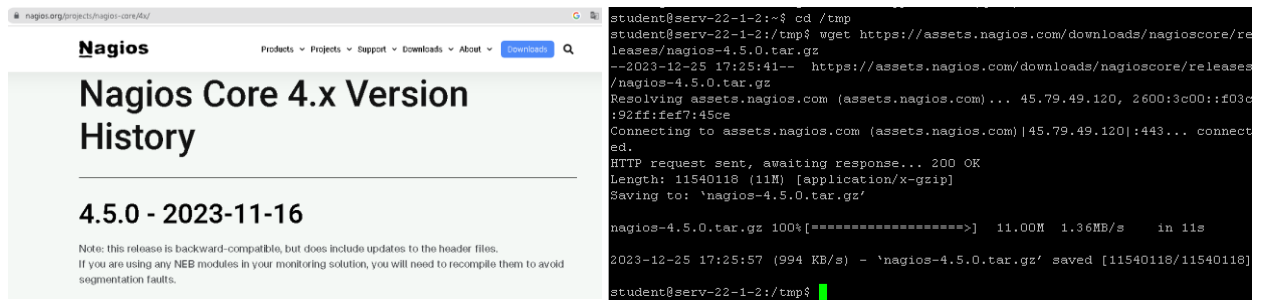 nagios.org/projects/nagios-core/4x/
Nagios
Products Projects Support Downloads About Downloads
Nagios Core 4.x Version
History
4.5.0 - 2023-11-16
Note: this release is backward-compatible, but does include updates to the header files.
If you are using any NEB modules in your monitoring solution, you will need to recompile them to avoid
segmentation faults.
student@serv-22-1-2:~$ cd /tmp
student@serv-22-1-2:/tmp$ wget https://assets.nagios.com/downloads/nagioscore/re
leases/nagios-4.5.0.tar.gz
--2023-12-25 17:25:41--  https://assets.nagios.com/downloads/nagioscore/releases
/nagios-4.5.0.tar.gz
Resolving assets.nagios.com (assets.nagios.com)... 45.79.49.120, 2600:3c00::f03c
:92ff:fef7:45ce
Connecting to assets.nagios.com (assets.nagios.com)|45.79.49.120|:443... connect
ed.
HTTP request sent, awaiting response... 200 OK
Length: 11540118 (11M) [application/x-gzip]
Saving to: ‘nagios-4.5.0.tar.gz’
nagios-4.5.0.tar.gz 100%[===================>]  11.00M  1.36MB/s    in 11s
2023-12-25 17:25:57 (994 KB/s) - ‘nagios-4.5.0.tar.gz’ saved [11540118/11540118]
student@serv-22-1-2:/tmp$